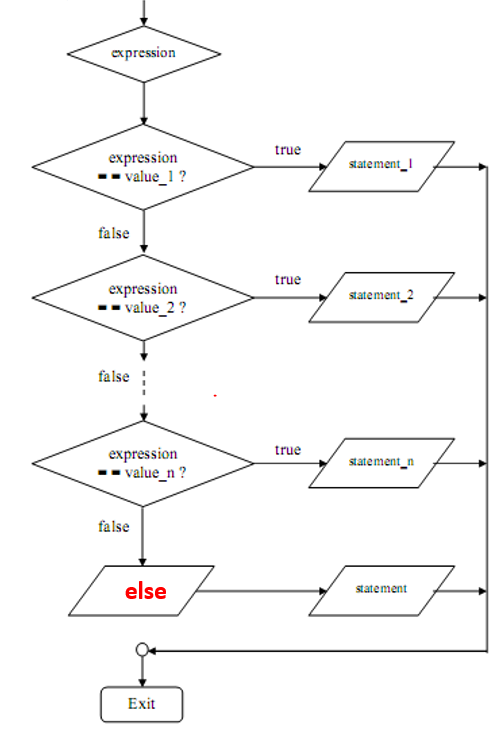 expression
expression
== value_1 ?
true
statement_1
false
expression
== value_2 ?
true
statement_2
false
expression
== value_n ?
true
statement_n
false
else
statement
Exit